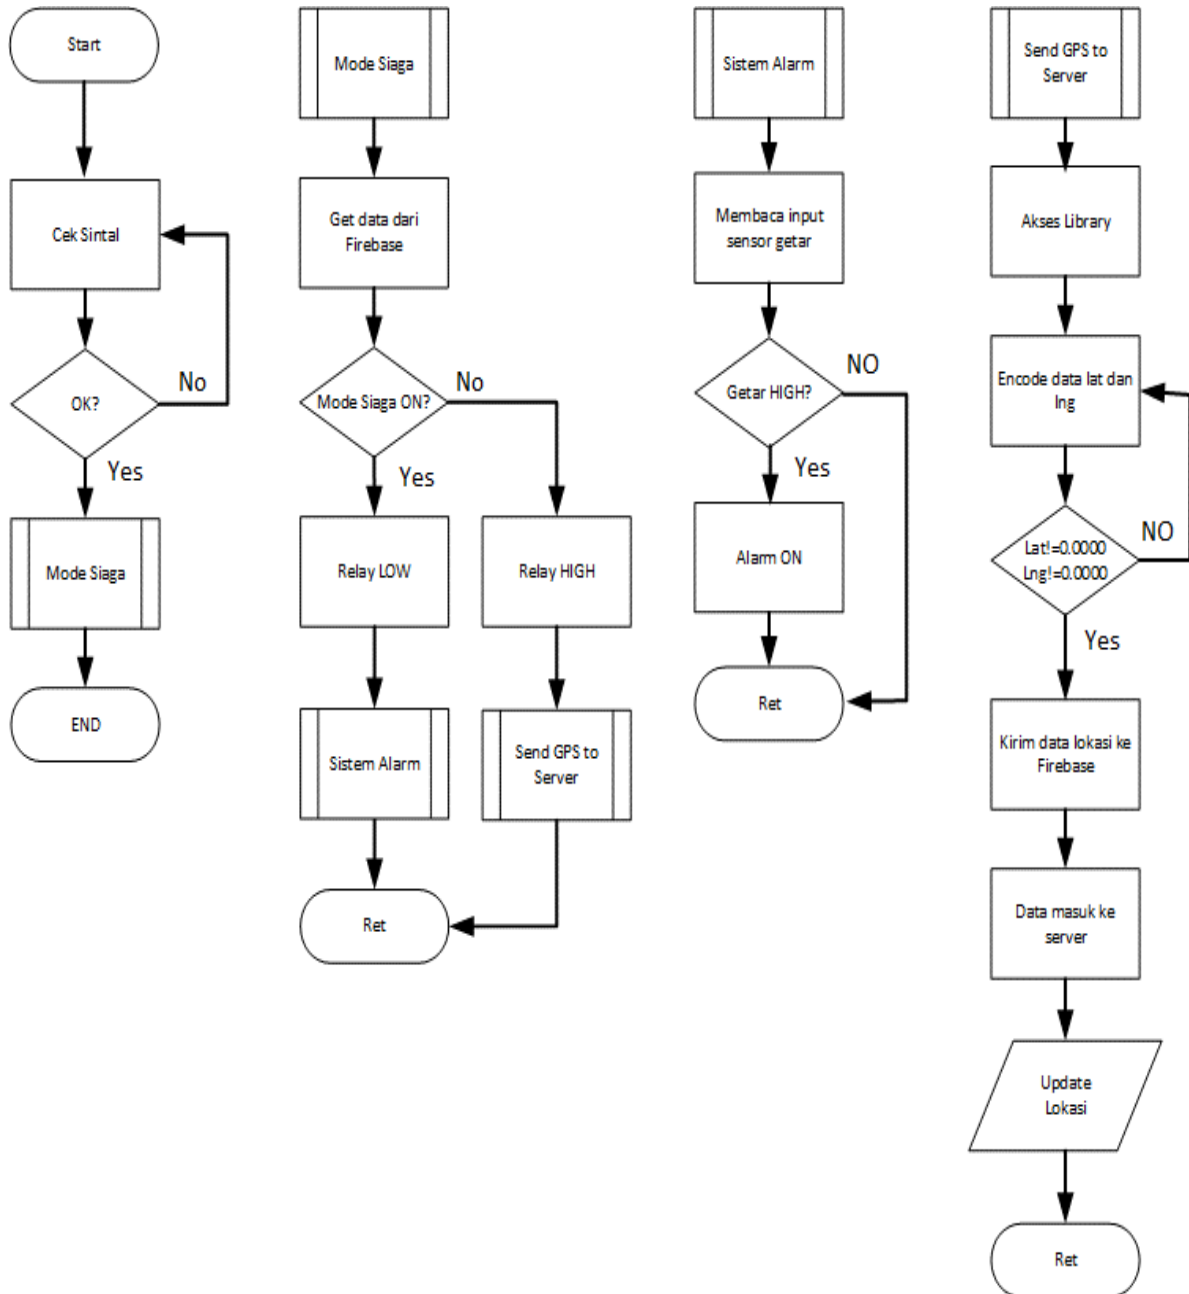 Start
Cek Sintal
OK?
No
Yes
Mode Siaga
END
Mode Siaga
Get data dari
Firebase
Mode Siaga ON?
No
Yes
Relay LOW
Relay HIGH
Sistem Alarm
Send GPS to
Server
Ret
Sistem Alarm
Membaca input
sensor getar
Getar HIGH?
NO
Yes
Alarm ON
Ret
Send GPS to
Server
Akses Library
Encode data lat dan
lng
Lat!=0.0000
Lng!=0.0000
NO
Yes
Kirim data lokasi ke
Firebase
Data masuk ke
server
Update
Lokasi
Ret